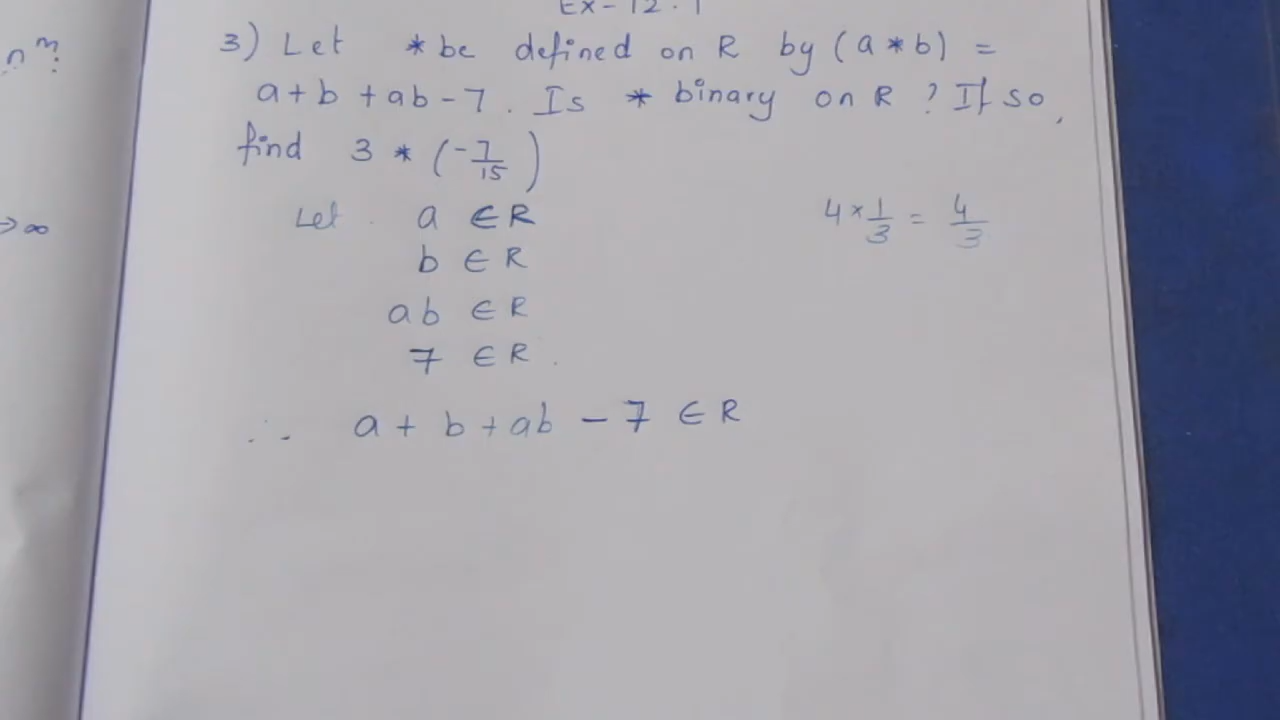 Ex-12.1
n^m?
3) Let * be defined on R by (a * b) =
a + b + ab - 7. Is * binary on R? If so,
find 3 * (-7/15)
Let a ∈ R
4 × 1/3 = 4/3
→ ∞
b ∈ R
ab ∈ R
7 ∈ R.
∴ a + b + ab - 7 ∈ R